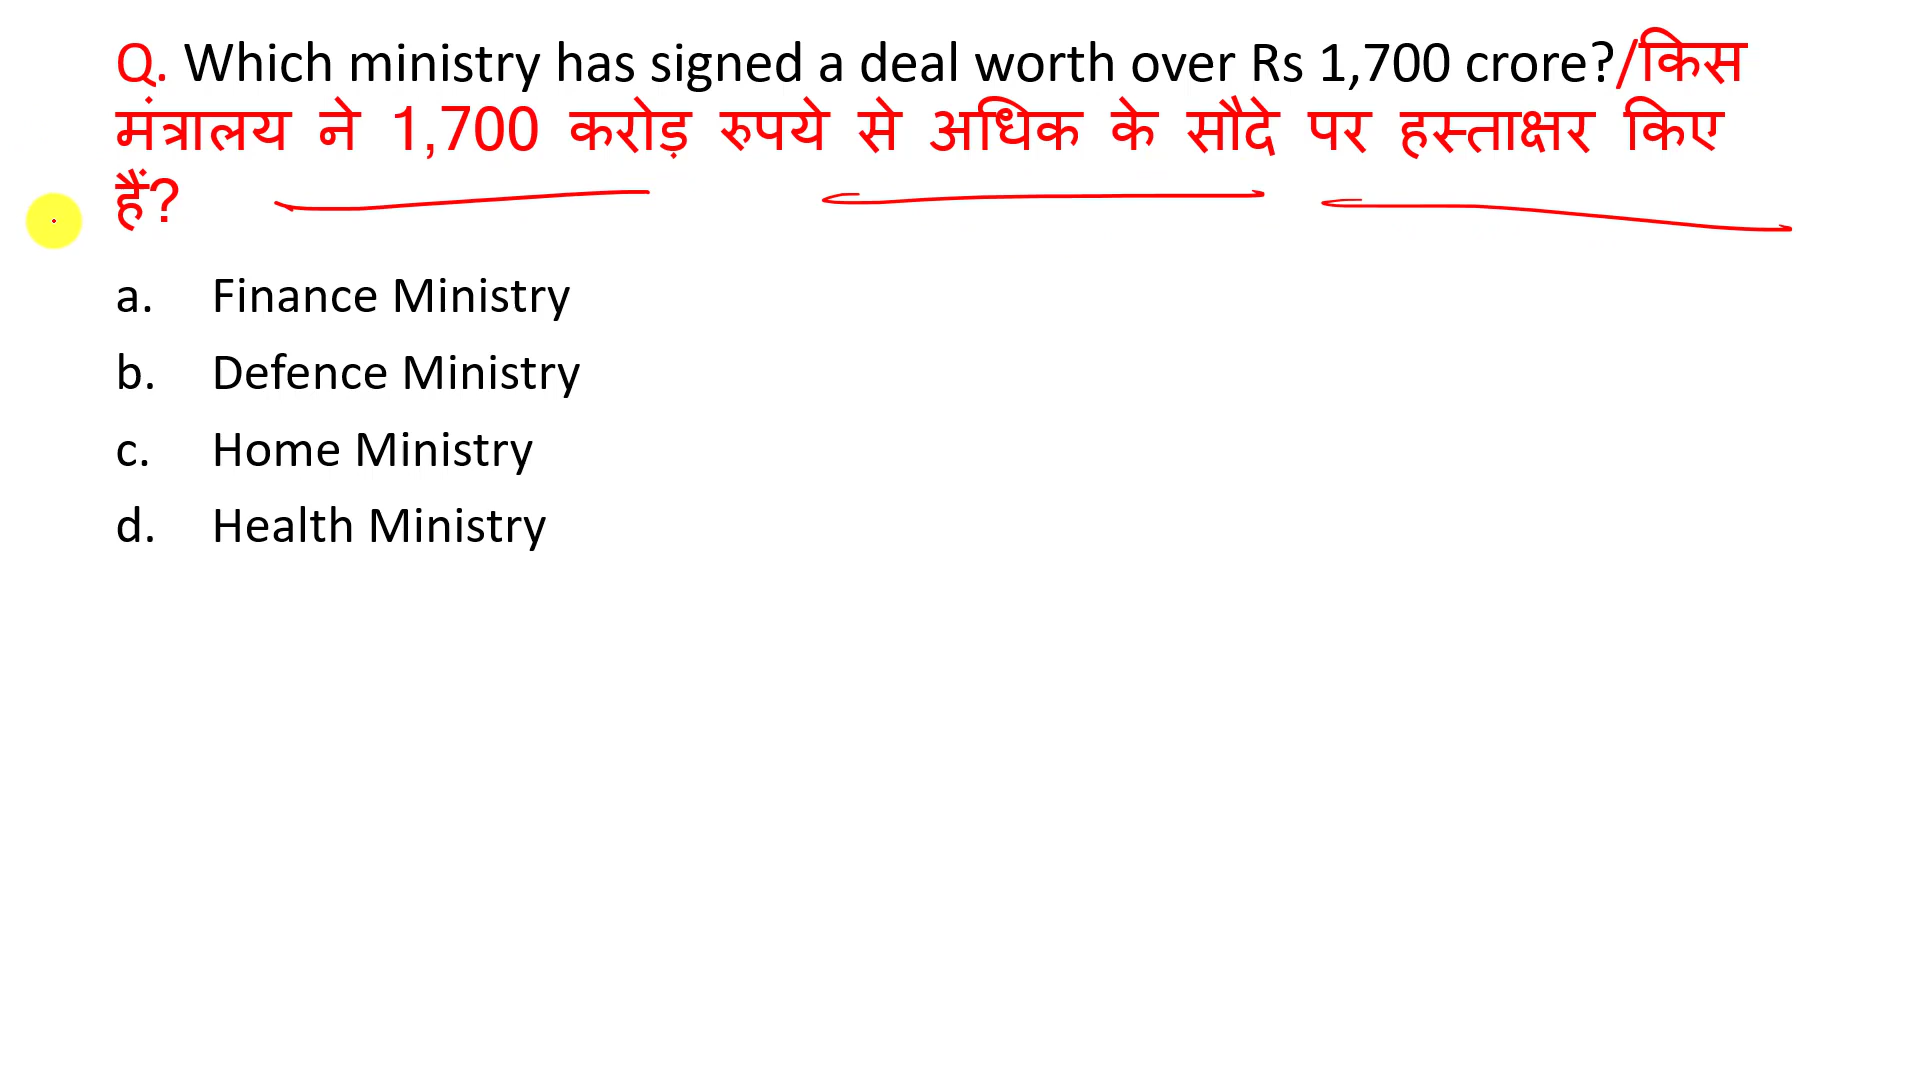 Q. Which ministry has signed a deal worth over Rs 1,700 crore?/किस
मंत्रालय ने 1,700 करोड़ रुपये से अधिक के सौदे पर हस्ताक्षर किए
हैं?
a. Finance Ministry
b. Defence Ministry
c. Home Ministry
d. Health Ministry